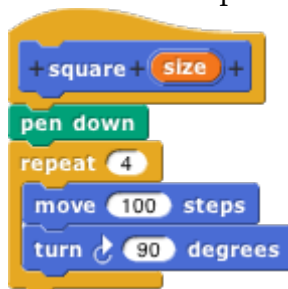 +square+ size +
pen down
repeat 4
move 100 steps
turn 90 degrees